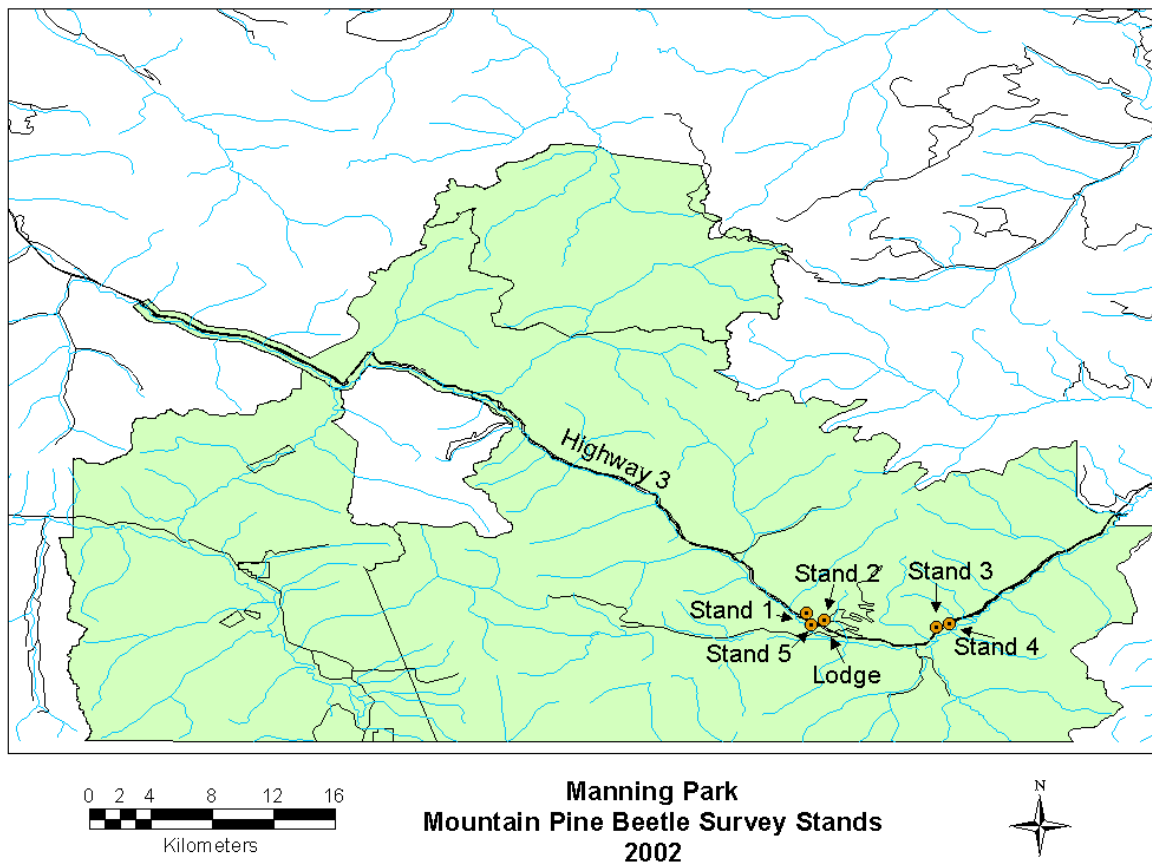 Highway 3
Stand 2
Stand 3
Stand 1
Stand 4
Stand 5
Lodge
0 2 4 8 12 16
Kilometers
Manning Park
Mountain Pine Beetle Survey Stands
2002
N